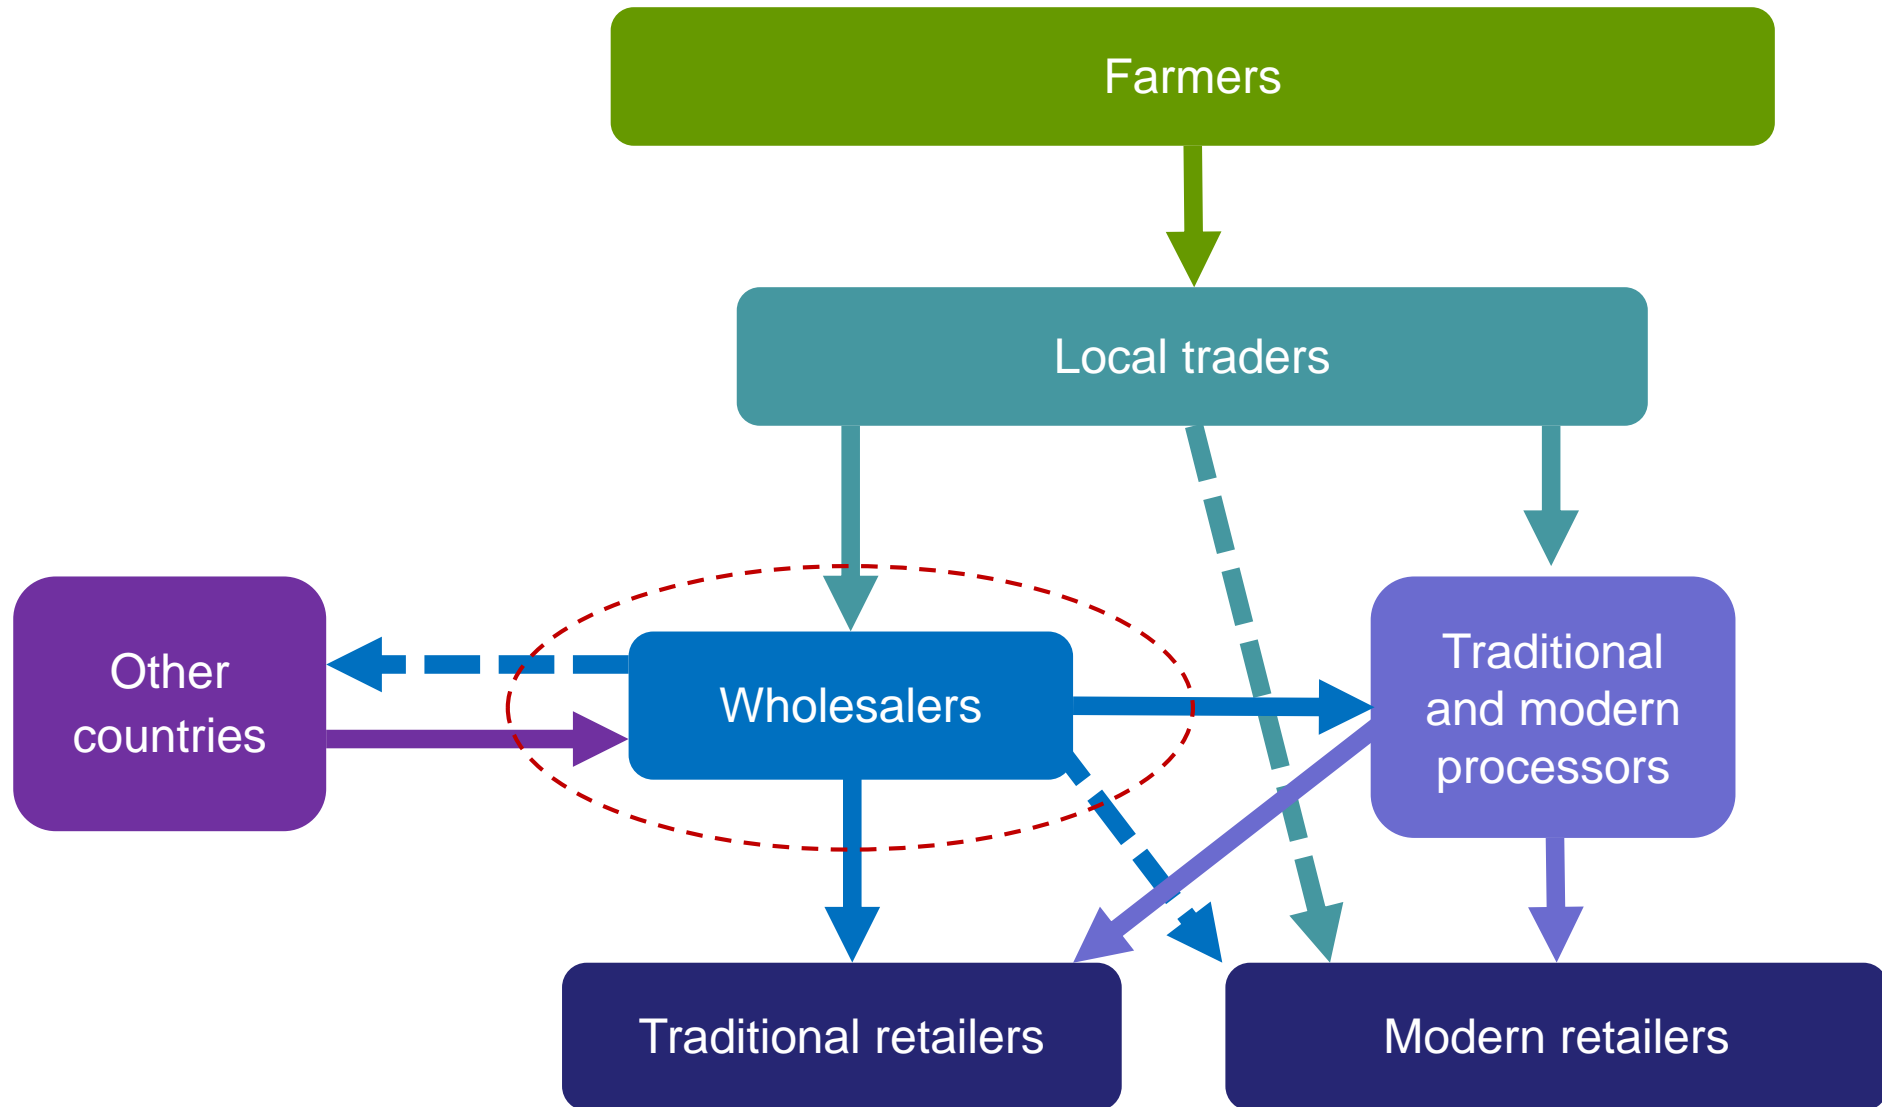 Farmers
Local traders
Other
countries
Wholesalers
Traditional
and modern
processors
Traditional retailers
Modern retailers